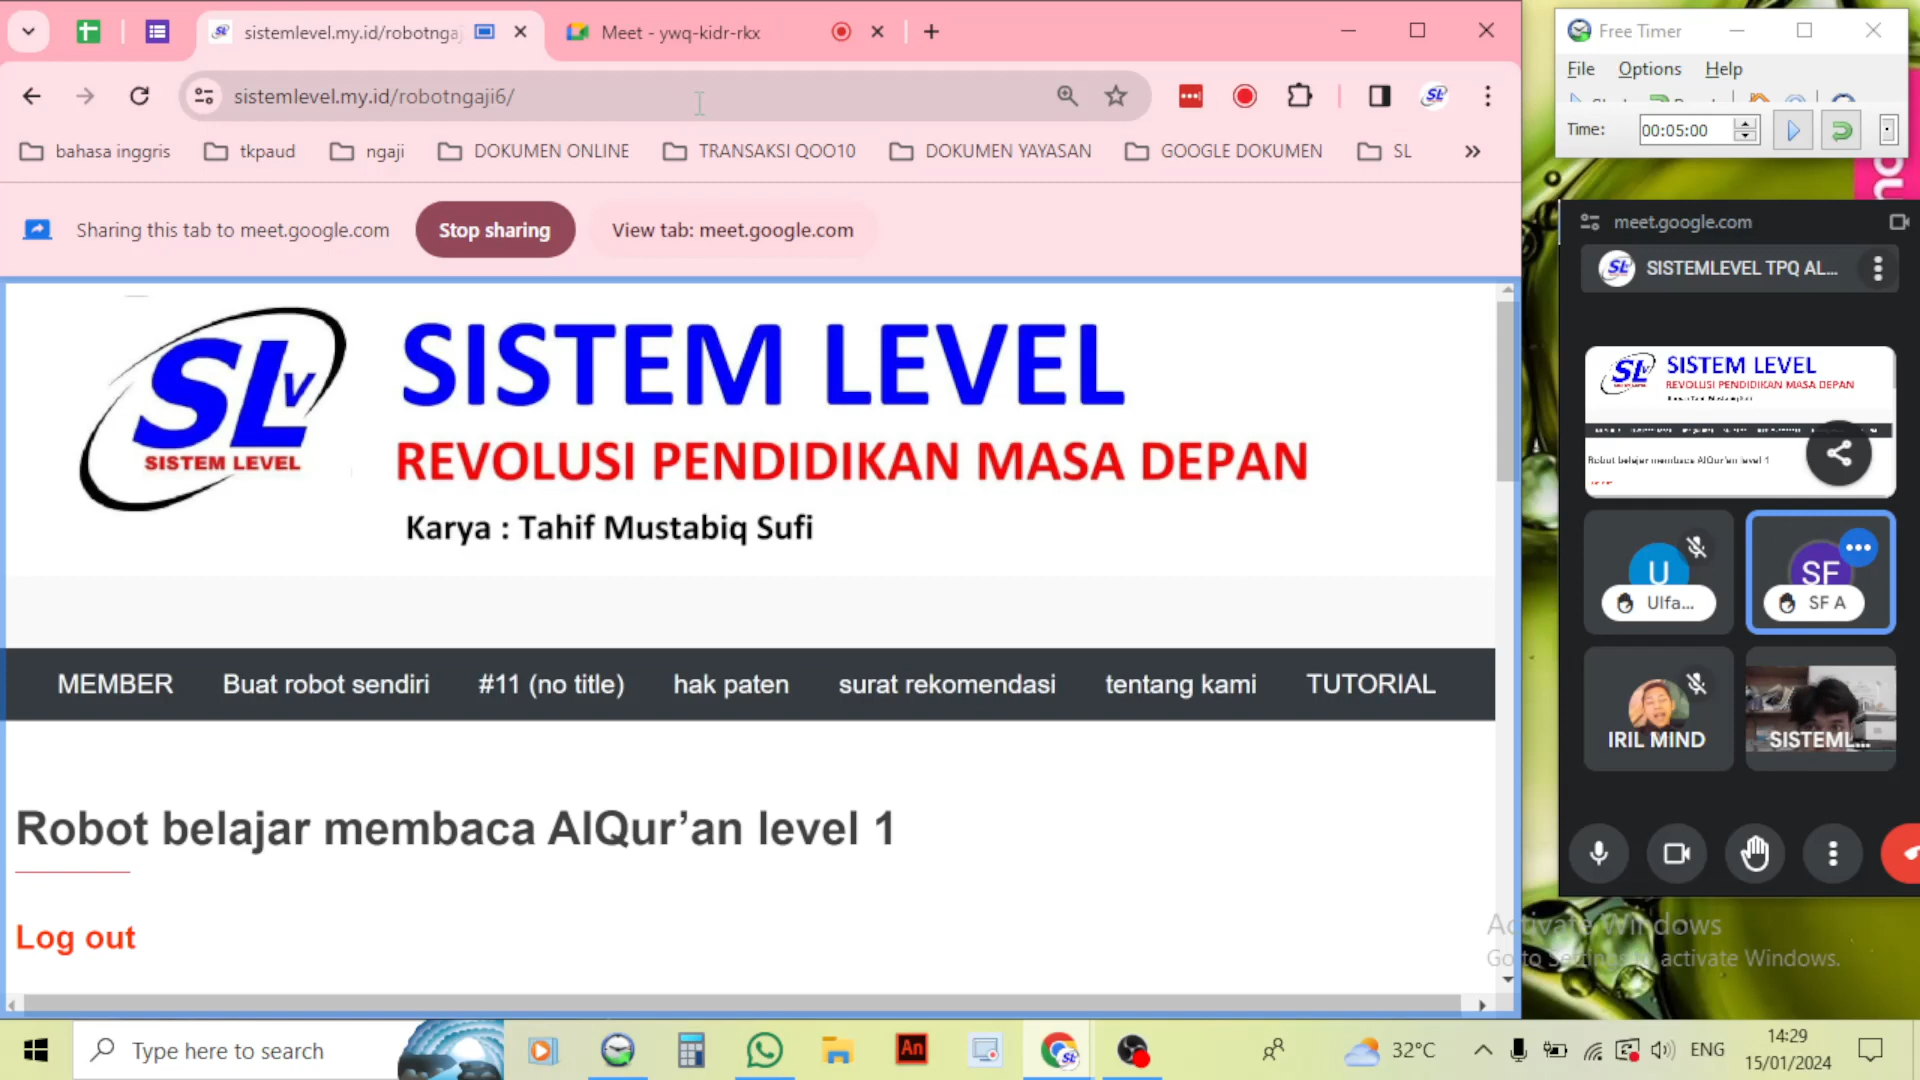 sistemlevel.my.id/robotngaj
Meet - ywq-kidr-rkx
sistemlevel.my.id/robotngaji6/
bahasa inggris
tkpaud
ngaji
DOKUMEN ONLINE
TRANSAKSI QOO10
DOKUMEN YAYASAN
GOOGLE DOKUMEN
SL
Sharing this tab to meet.google.com
Stop sharing
View tab: meet.google.com
SLv
SISTEM LEVEL
SISTEM LEVEL
REVOLUSI PENDIDIKAN MASA DEPAN
Karya : Tahif Mustabiq Sufi
MEMBER
Buat robot sendiri
#11 (no title)
hak paten
surat rekomendasi
tentang kami
TUTORIAL
Robot belajar membaca AlQur’an level 1
Log out
Free Timer
File
Options
Help
Time:
00:05:00
meet.google.com
SL
SISTEMLEVEL TPQ AL...
SLv
SISTEM LEVEL
REVOLUSI PENDIDIKAN MASA DEPAN
Robot belajar membaca AlQur'an level 1
U
Ulfa...
SF
SF A
IRIL MIND
SISTEML...
Activate Windows
Go to Settings to activate Windows.
Type here to search
An
32°C
ENG
14:29
15/01/2024